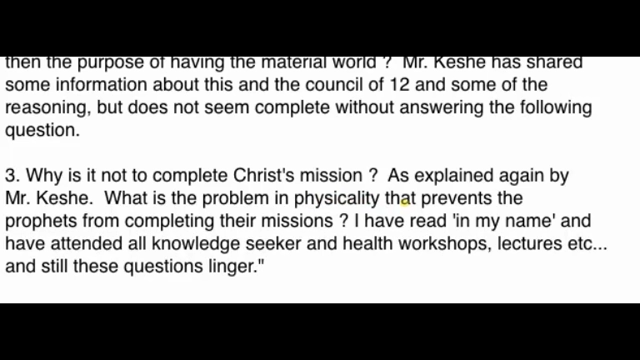 then the purpose of having the material world ?  Mr. Keshe has shared
some information about this and the council of 12 and some of the
reasoning, but does not seem complete without answering the following
question.
3. Why is it not to complete Christ's mission ?  As explained again by
Mr. Keshe.  What is the problem in physicality that prevents the
prophets from completing their missions ? I have read 'in my name' and
have attended all knowledge seeker and health workshops, lectures etc...
and still these questions linger."